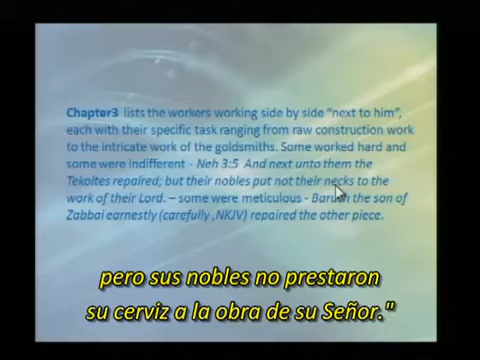 Chapter3 lists the workers working side by side “next to him”,
each with their specific task ranging from raw construction work
to the intricate work of the goldsmiths. Some worked hard and
some were indifferent - Neh 3:5 And next unto them the
Tekoites repaired; but their nobles put not their necks to the
work of their Lord. – some were meticulous - Baruch the son of
Zabbai earnestly (carefully ,NKJV) repaired the other piece.
pero sus nobles no prestaron
su cerviz a la obra de su Señor."